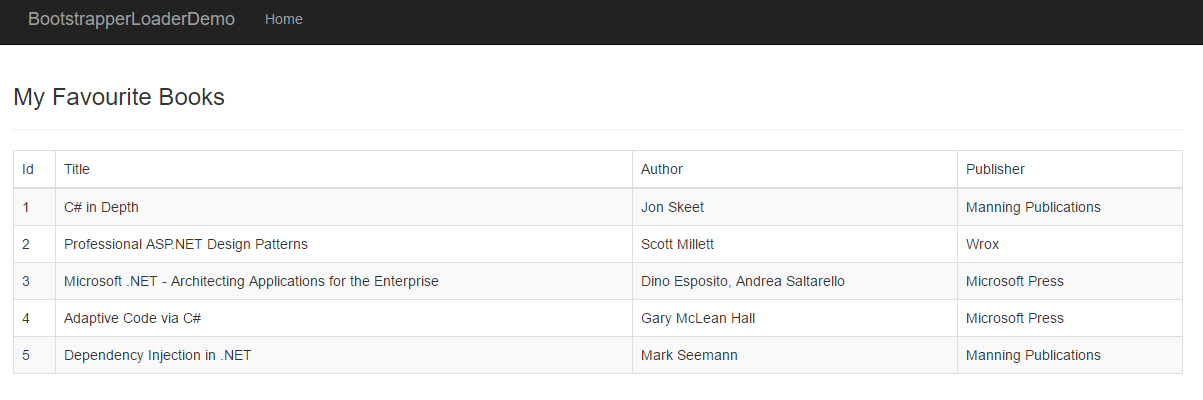 BootstrapperLoaderDemo Home
My Favourite Books
Id Title Author Publisher
1 C# in Depth Jon Skeet Manning Publications
2 Professional ASP.NET Design Patterns Scott Millett Wrox
3 Microsoft .NET - Architecting Applications for the Enterprise Dino Esposito, Andrea Saltarello Microsoft Press
4 Adaptive Code via C# Gary McLean Hall Microsoft Press
5 Dependency Injection in .NET Mark Seemann Manning Publications